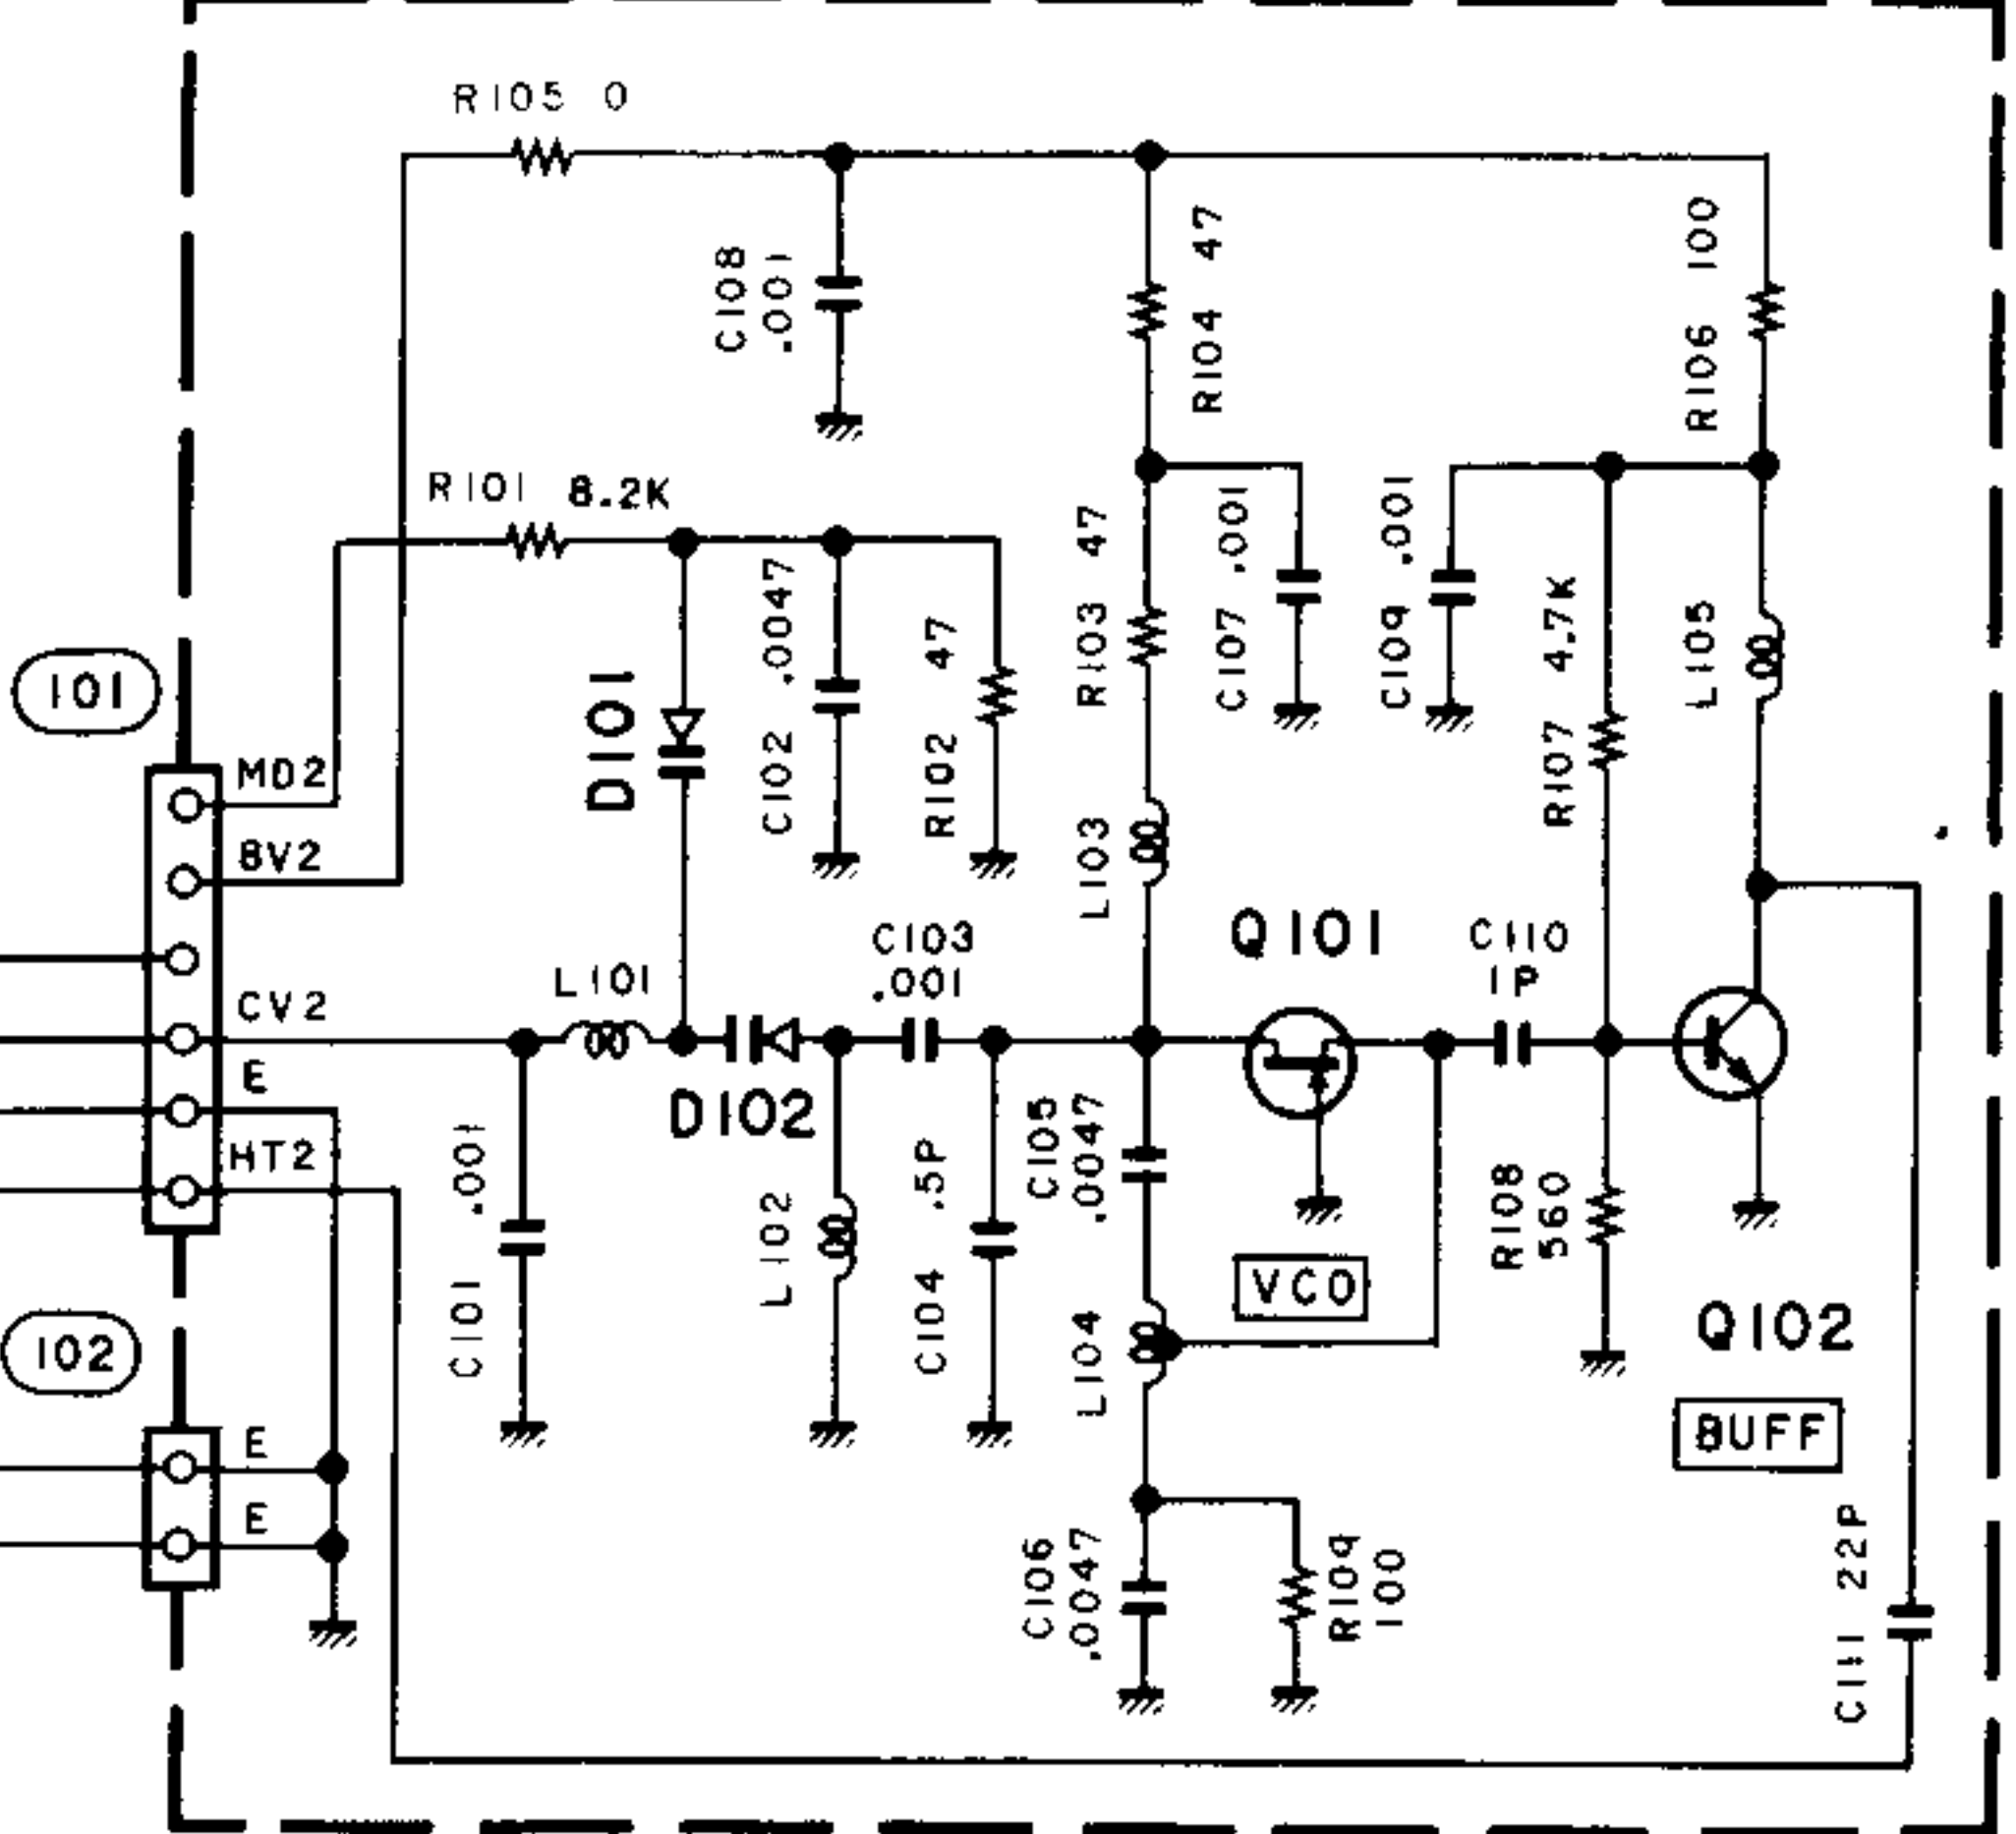 R105 0
C108
.001
R104 47
R106 100
R101 8.2K
C102 .0047
R102 47
D101
R103 47
C107 .001
C109 .001
R107 4.7K
L105
101
MO2
8V2
CV2
E
HT2
L103
Q101
C103
.001
C110
1P
L101
D102
C101 .001
L102
C104 .5P
C105
.0047
VCO
R108
560
Q102
BUFF
L104
102
E
E
C106
.0047
R109
100
C111 22P